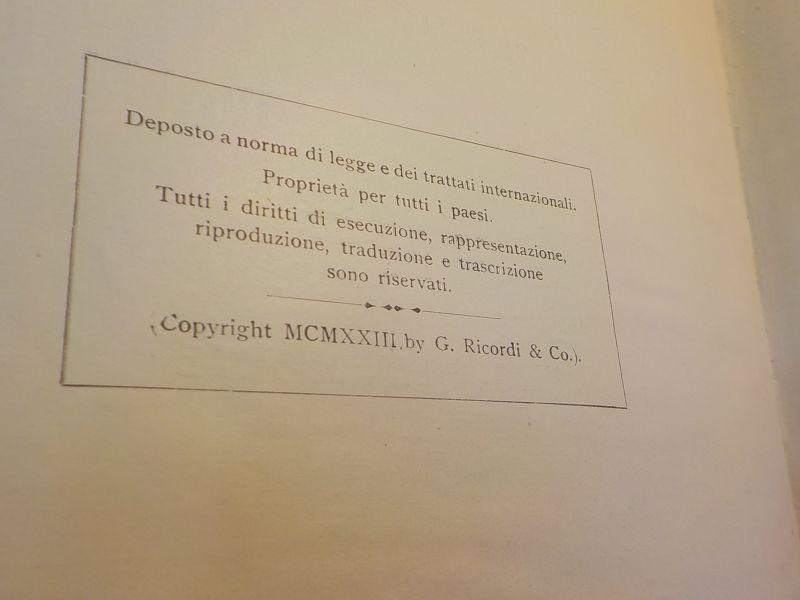 Deposto a norma di legge e dei trattati internazionali.
Proprietà per tutti i paesi.
Tutti i diritti di esecuzione, rappresentazione,
riproduzione, traduzione e trascrizione
sono riservati.
(Copyright MCMXXIII, by G. Ricordi & Co.).